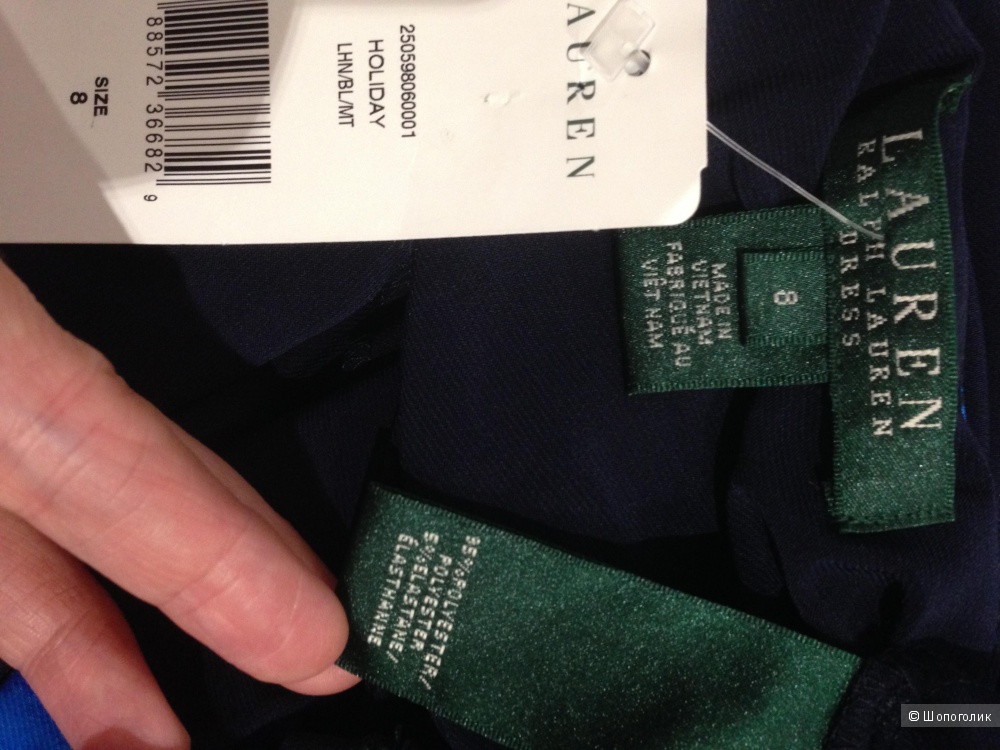 LAUREN
250598060001
HOLIDAY
LHN/BL/MT
88572 36682 9
SIZE
8
LAUREN
RALPH LAUREN
DRESS
8
MADE IN
VIETNAM
FABRIQUÉ AU
VIÊT NAM
95% POLYESTER/
POLYESTER
5% ELASTANE/
ÉLASTHANNE
© Шопоголик